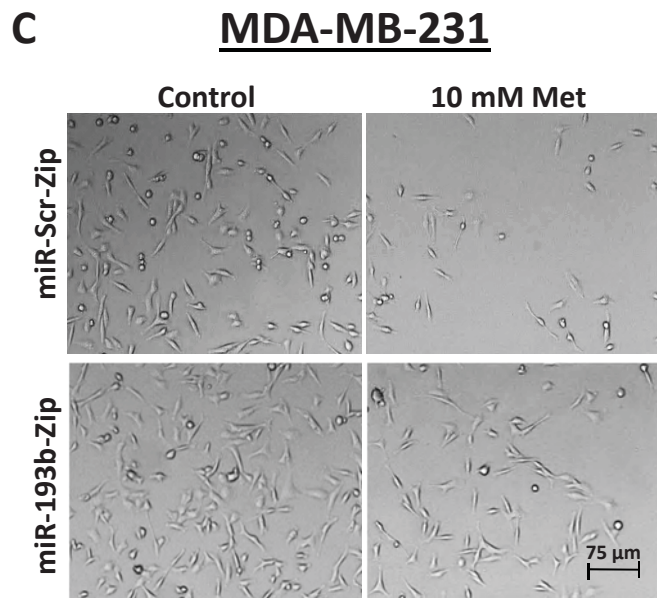 C
MDA-MB-231
Control
10 mM Met
miR-Scr-Zip
miR-193b-Zip
75 µm